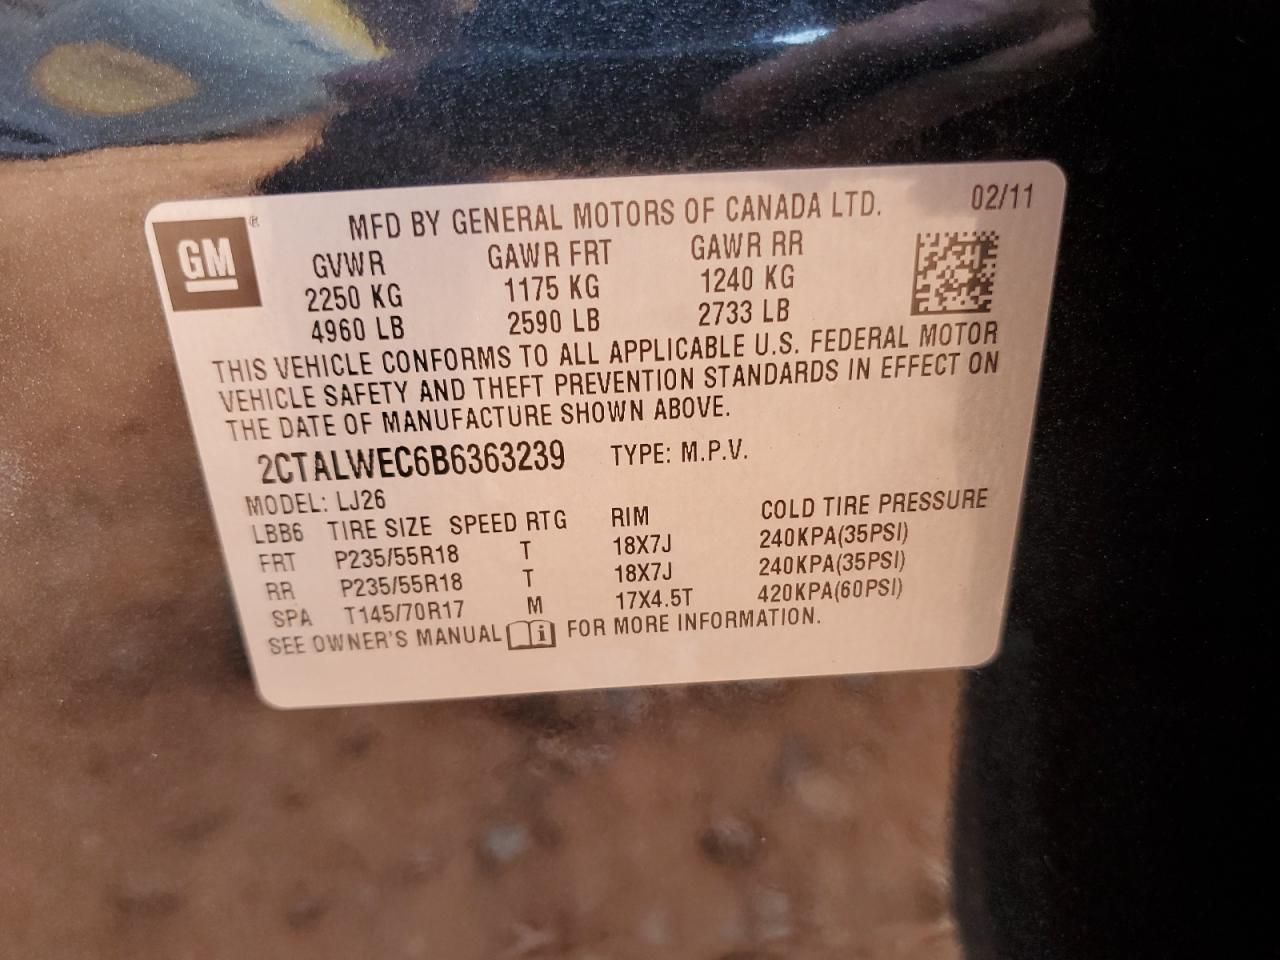 GM ®
MFD BY GENERAL MOTORS OF CANADA LTD. 02/11
GVWR GAWR FRT GAWR RR
2250 KG 1175 KG 1240 KG
4960 LB 2590 LB 2733 LB
THIS VEHICLE CONFORMS TO ALL APPLICABLE U.S. FEDERAL MOTOR
VEHICLE SAFETY AND THEFT PREVENTION STANDARDS IN EFFECT ON
THE DATE OF MANUFACTURE SHOWN ABOVE.
2CTALWEC6B6363239 TYPE: M.P.V.
MODEL: LJ26
LBB6 TIRE SIZE SPEED RTG RIM COLD TIRE PRESSURE
FRT P235/55R18 T 18X7J 240KPA(35PSI)
RR P235/55R18 T 18X7J 240KPA(35PSI)
SPA T145/70R17 M 17X4.5T 420KPA(60PSI)
SEE OWNER'S MANUAL i FOR MORE INFORMATION.